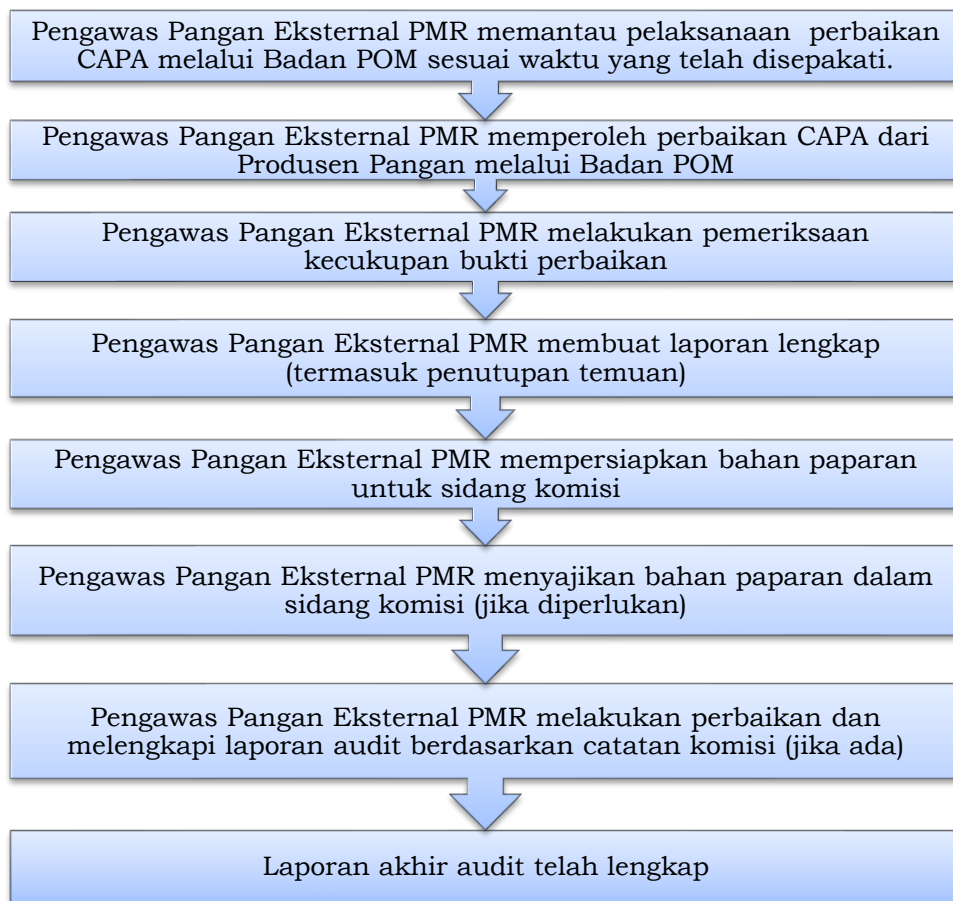 Pengawas Pangan Eksternal PMR memantau pelaksanaan perbaikan
CAPA melalui Badan POM sesuai waktu yang telah disepakati.
Pengawas Pangan Eksternal PMR memperoleh perbaikan CAPA dari
Produsen Pangan melalui Badan POM
Pengawas Pangan Eksternal PMR melakukan pemeriksaan
kecukupan bukti perbaikan
Pengawas Pangan Eksternal PMR membuat laporan lengkap
(termasuk penutupan temuan)
Pengawas Pangan Eksternal PMR mempersiapkan bahan paparan
untuk sidang komisi
Pengawas Pangan Eksternal PMR menyajikan bahan paparan dalam
sidang komisi (jika diperlukan)
Pengawas Pangan Eksternal PMR melakukan perbaikan dan
melengkapi laporan audit berdasarkan catatan komisi (jika ada)
Laporan akhir audit telah lengkap